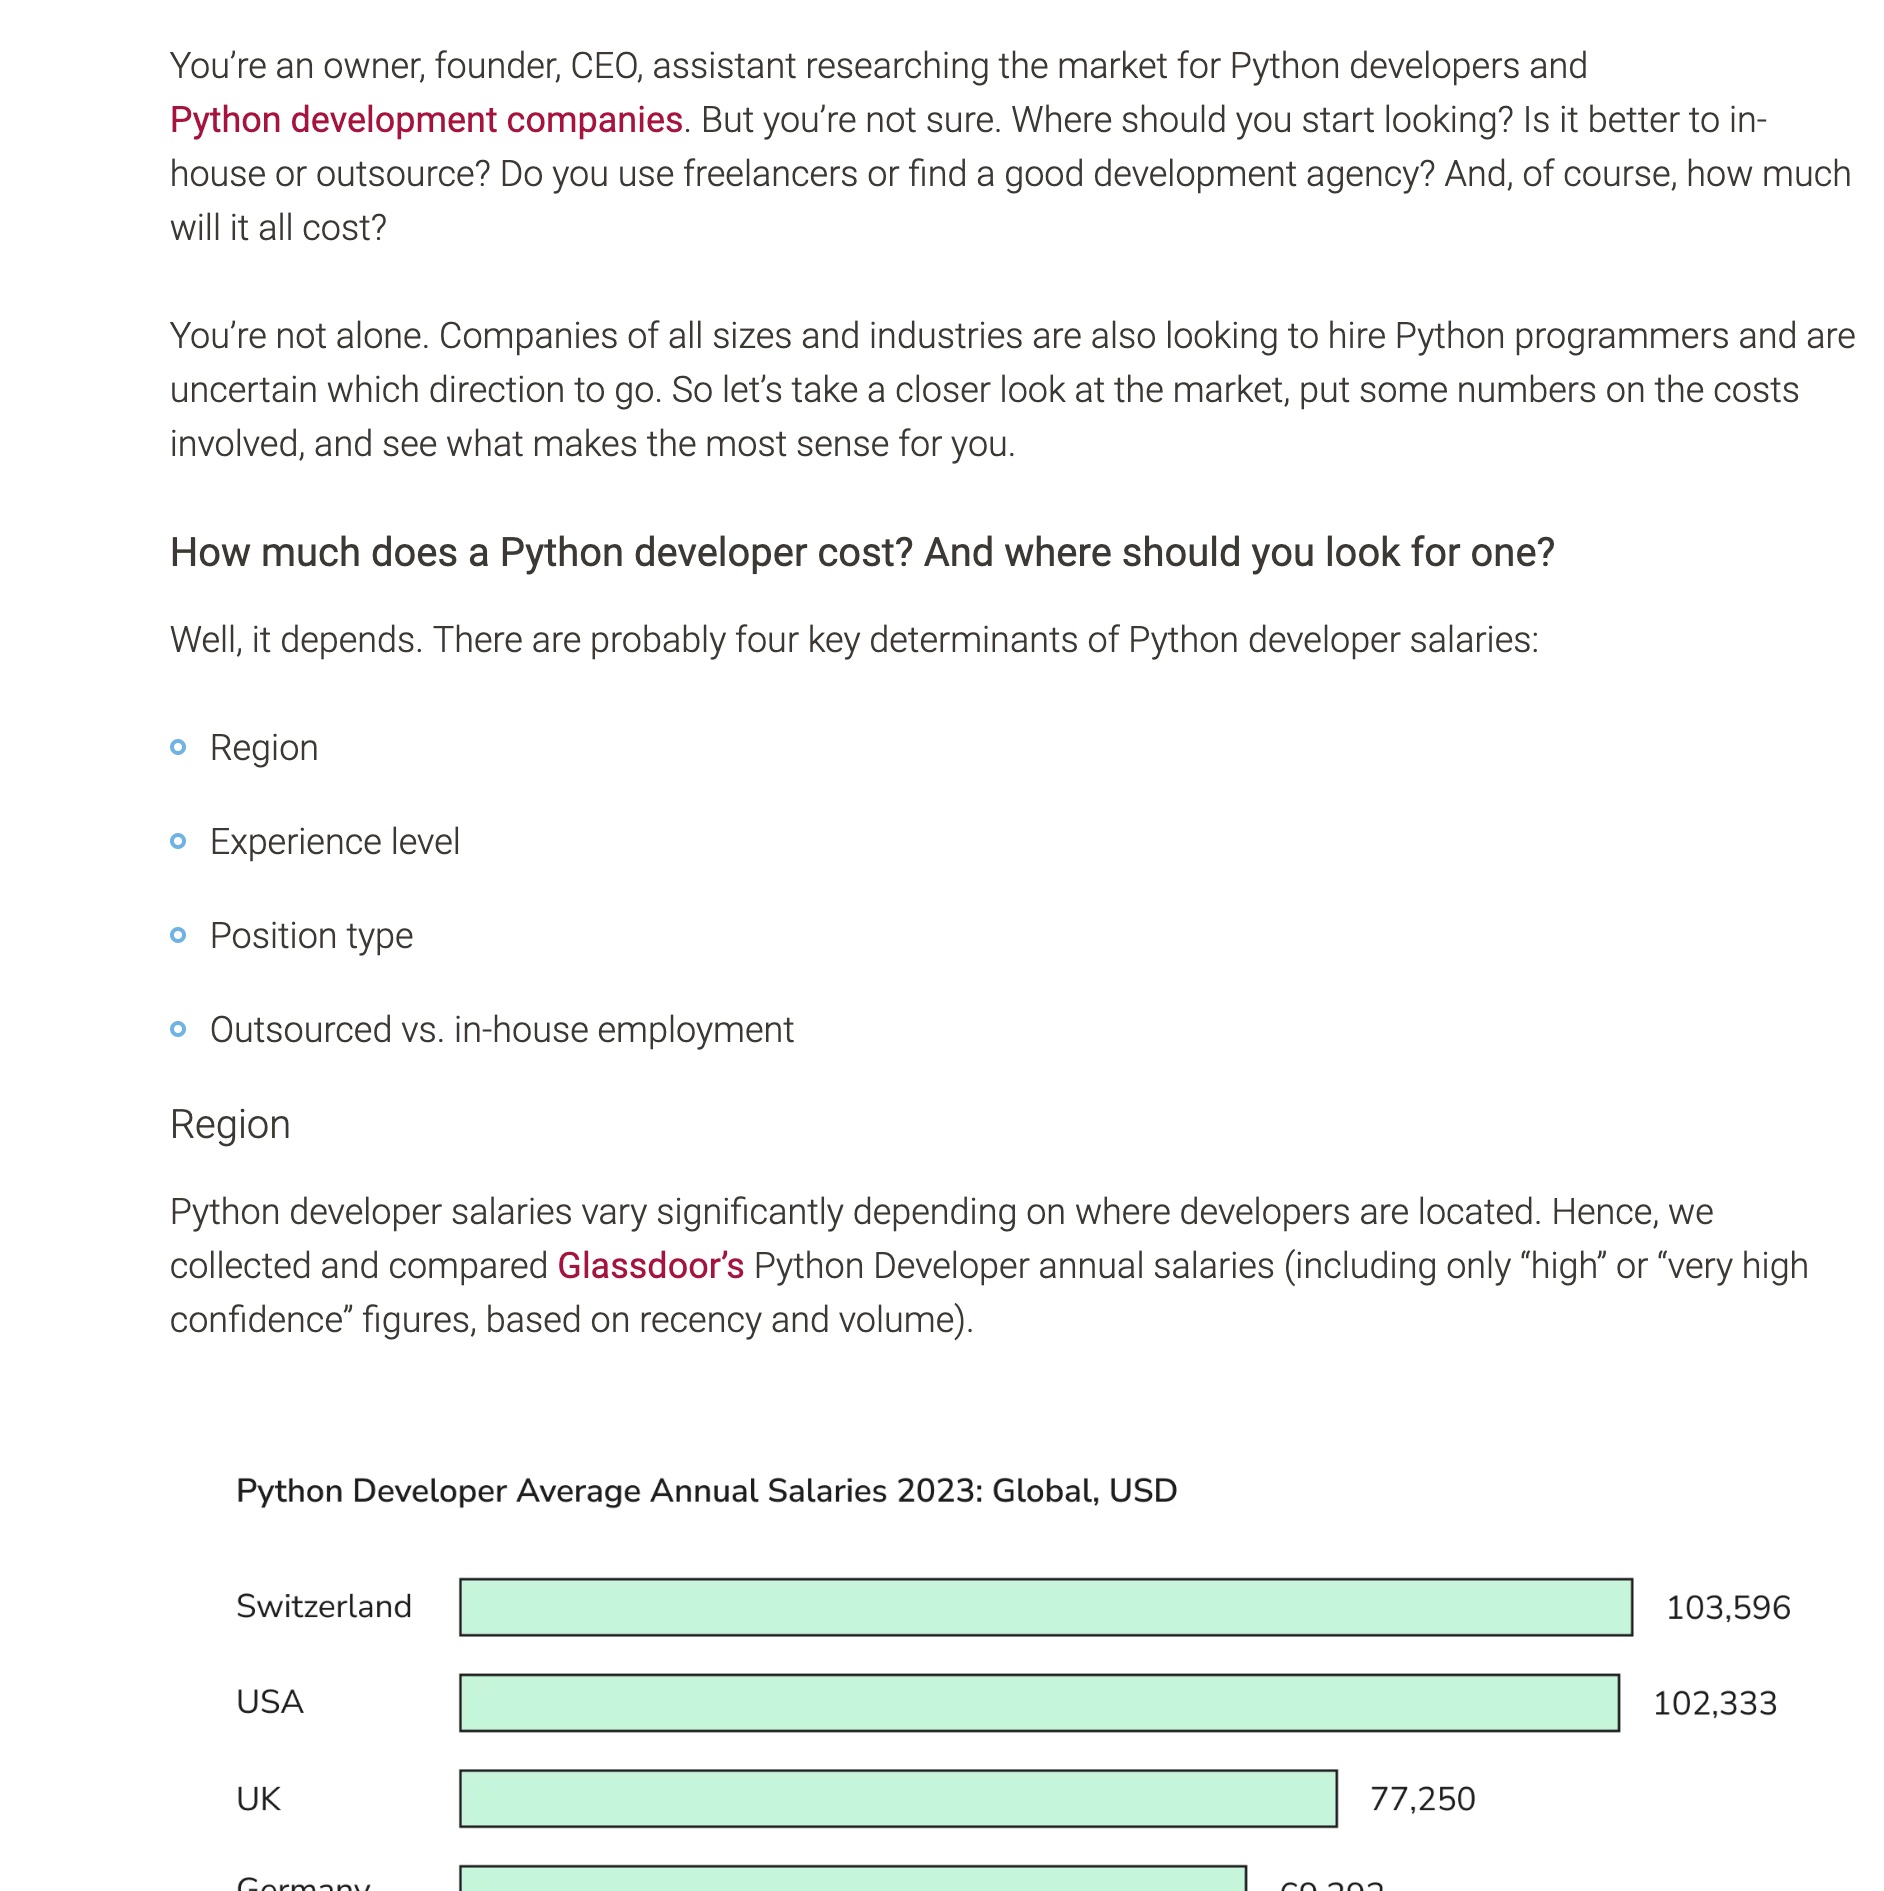 You’re an owner, founder, CEO, assistant researching the market for Python developers and
Python development companies. But you’re not sure. Where should you start looking? Is it better to in-
house or outsource? Do you use freelancers or find a good development agency? And, of course, how much
will it all cost?
You’re not alone. Companies of all sizes and industries are also looking to hire Python programmers and are
uncertain which direction to go. So let’s take a closer look at the market, put some numbers on the costs
involved, and see what makes the most sense for you.
How much does a Python developer cost? And where should you look for one?
Well, it depends. There are probably four key determinants of Python developer salaries:
Region
Experience level
Position type
Outsourced vs. in-house employment
Region
Python developer salaries vary significantly depending on where developers are located. Hence, we
collected and compared Glassdoor’s Python Developer annual salaries (including only “high” or “very high
confidence” figures, based on recency and volume).
Python Developer Average Annual Salaries 2023: Global, USD
Switzerland 103,596
USA 102,333
UK 77,250
Germany